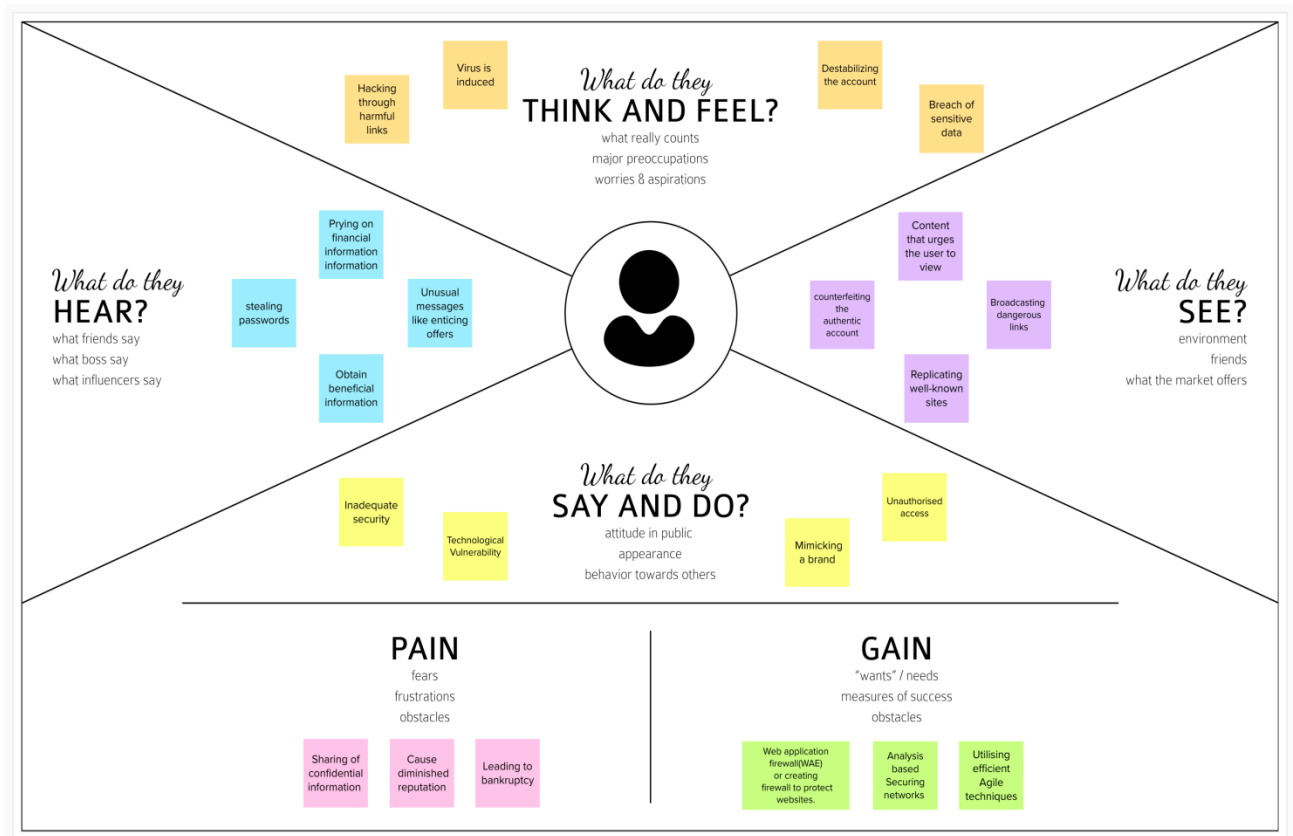 What do they
THINK AND FEEL?
what really counts
major preoccupations
worries & aspirations
Hacking
through
harmful
links
Virus is
induced
Destabilizing
the account
Breach of
sensitive
data
What do they
HEAR?
what friends say
what boss say
what influencers say
Prying on
financial
information
information
stealing
passwords
Unusual
messages
like enticing
offers
Obtain
beneficial
information
What do they
SEE?
environment
friends
what the market offers
Content
that urges
the user to
view
counterfeiting
the
authentic
account
Broadcasting
dangerous
links
Replicating
well-known
sites
What do they
SAY AND DO?
attitude in public
appearance
behavior towards others
Inadequate
security
Technological
Vulnerability
Mimicking
a brand
Unauthorised
access
PAIN
fears
frustrations
obstacles
Sharing of
confidential
information
Cause
diminished
reputation
Leading to
bankruptcy
GAIN
"wants" / needs
measures of success
obstacles
Web application
firewall(WAE)
or creating
firewall to protect
websites.
Analysis
based
Securing
networks
Utilising
efficient
Agile
techniques